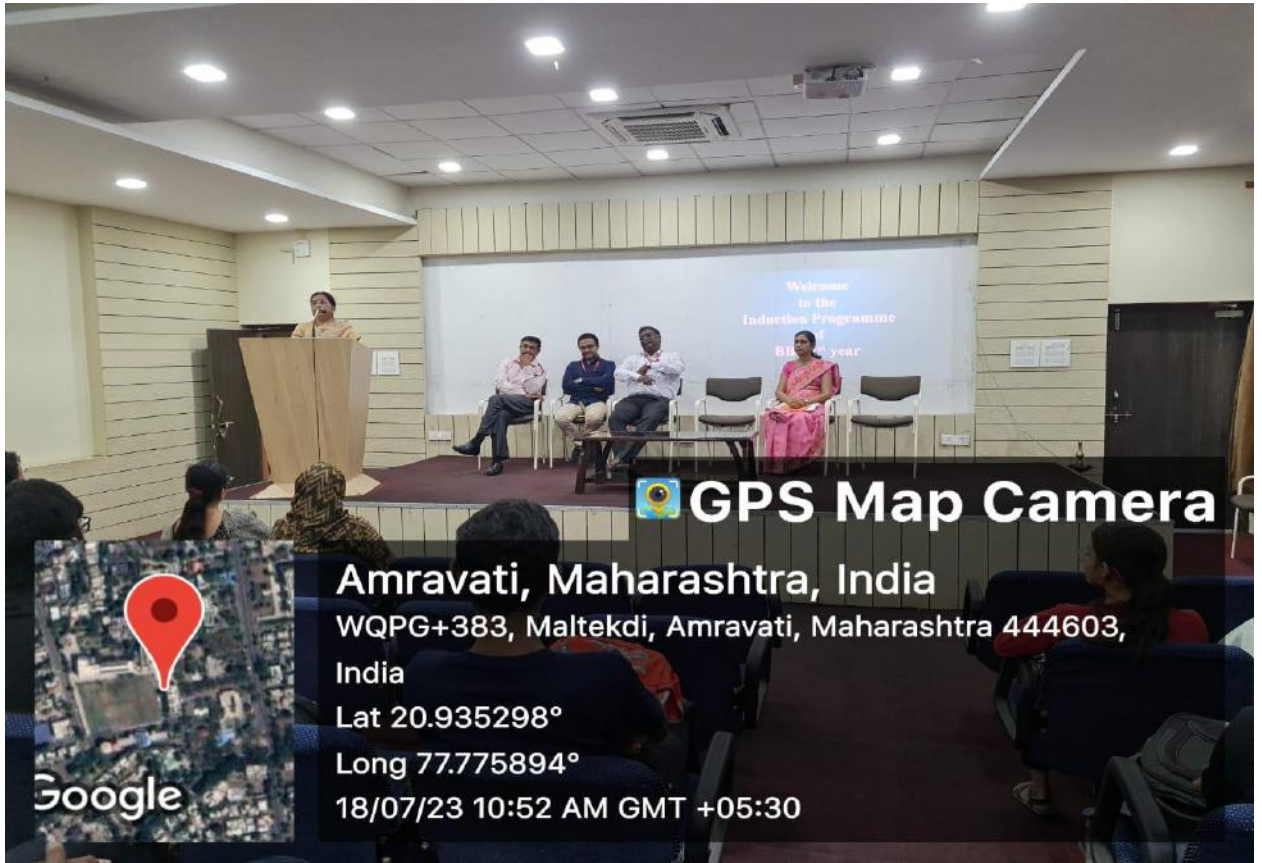 Welcome
to the
Induction Programme
of
year
GPS Map Camera
Amravati, Maharashtra, India
WQPG+383, Maltekdi, Amravati, Maharashtra 444603,
India
Lat 20.935298°
Long 77.775894°
18/07/23 10:52 AM GMT +05:30
Google